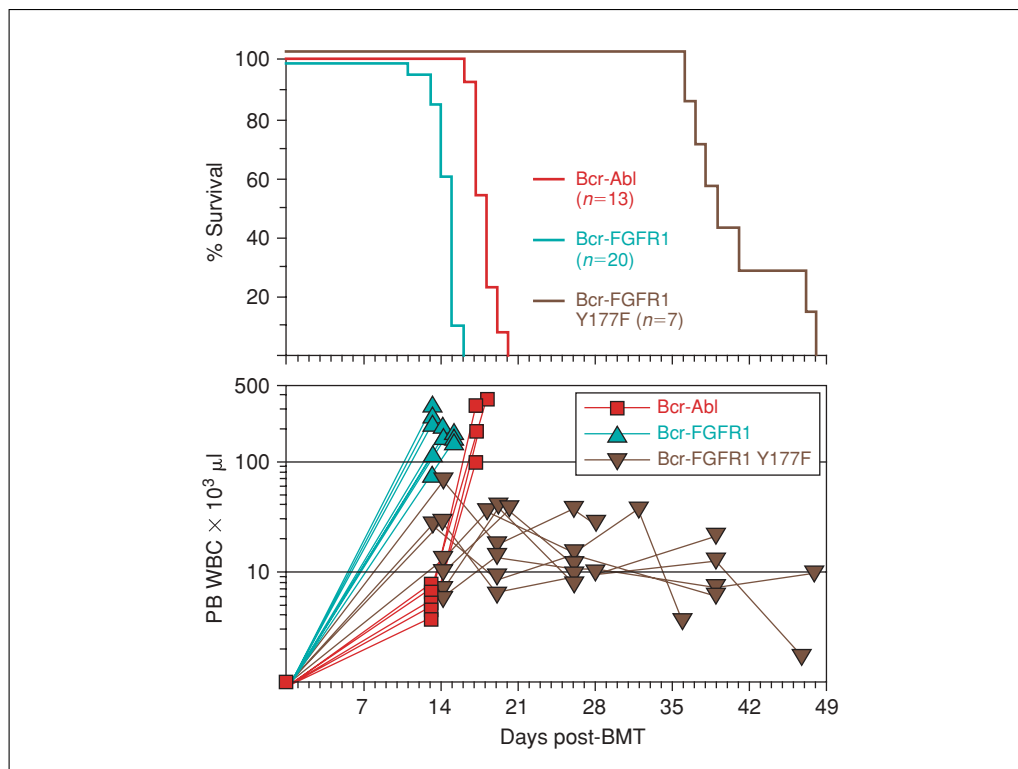 % Survival
100
80
60
40
20
Bcr-Abl
(n=13)
Bcr-FGFR1
(n=20)
Bcr-FGFR1
Y177F (n=7)
PB WBC × 10³ µl
500
100
10
Bcr-Abl
Bcr-FGFR1
Bcr-FGFR1 Y177F
7 14 21 28 35 42 49
Days post-BMT